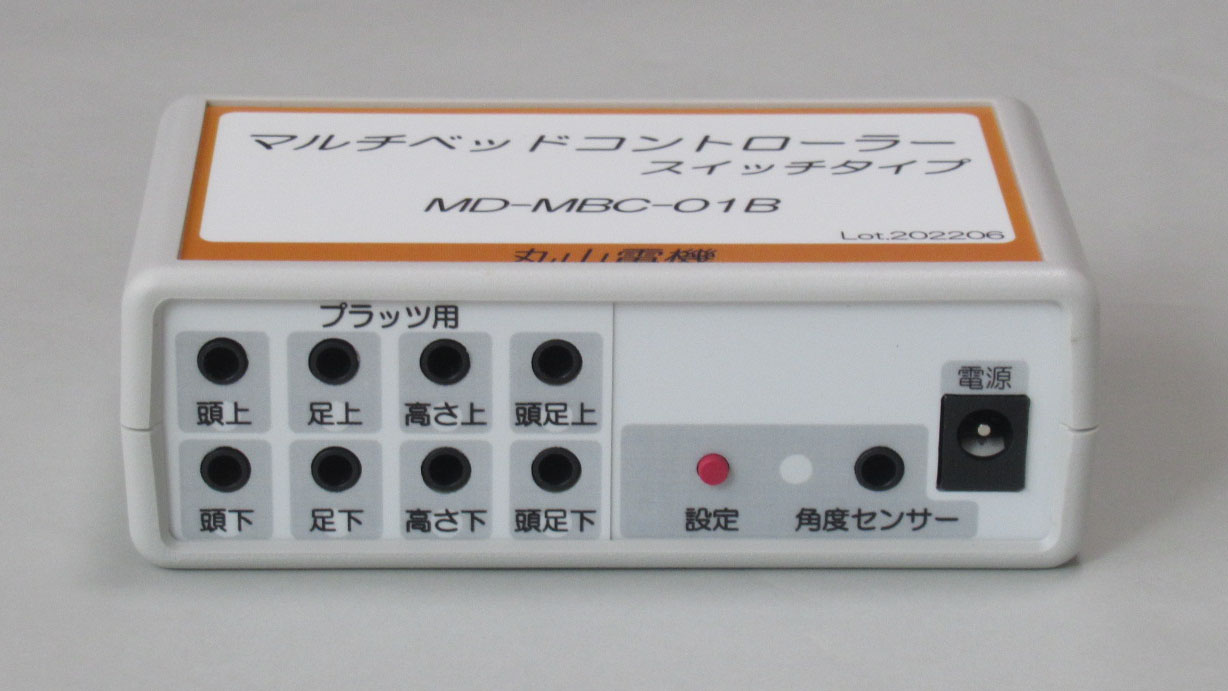 マルチベッドコントローラー
スイッチタイプ
MD-MBC-01B
Lot.202206
丸山電機
プラッツ用
頭上 足上 高さ上 頭足上
頭下 足下 高さ下 頭足下
電源
設定 角度センサー